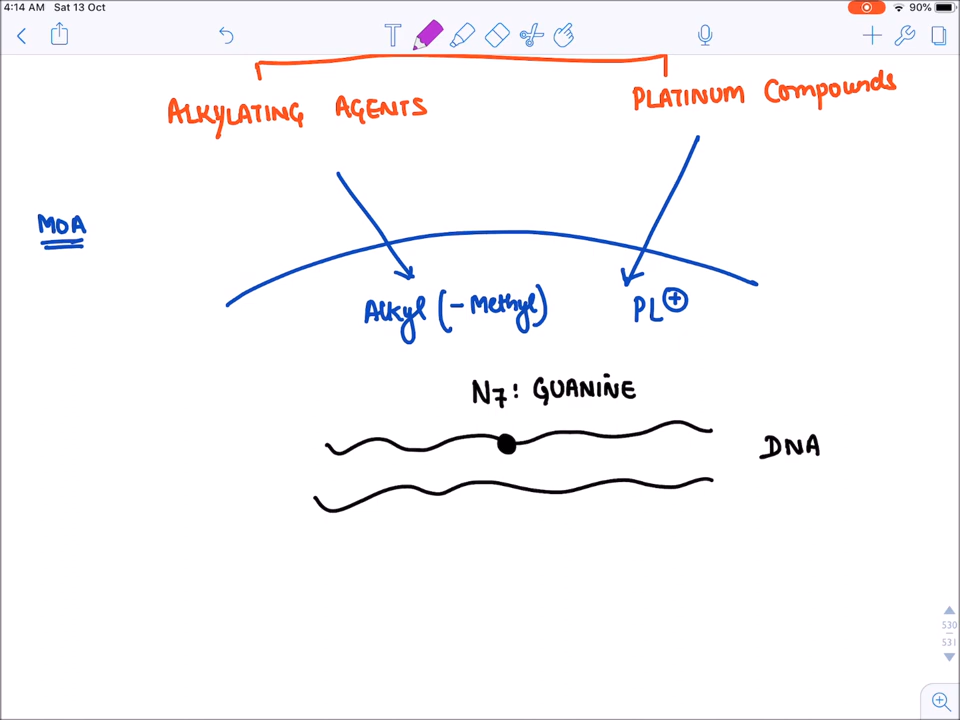 4:14 AM Sat 13 Oct
90%
T
ALKYLATING AGENTS
PLATINUM Compounds
MOA
Alkyl (-Methyl)
PL+
N7: GUANINE
DNA
530
531